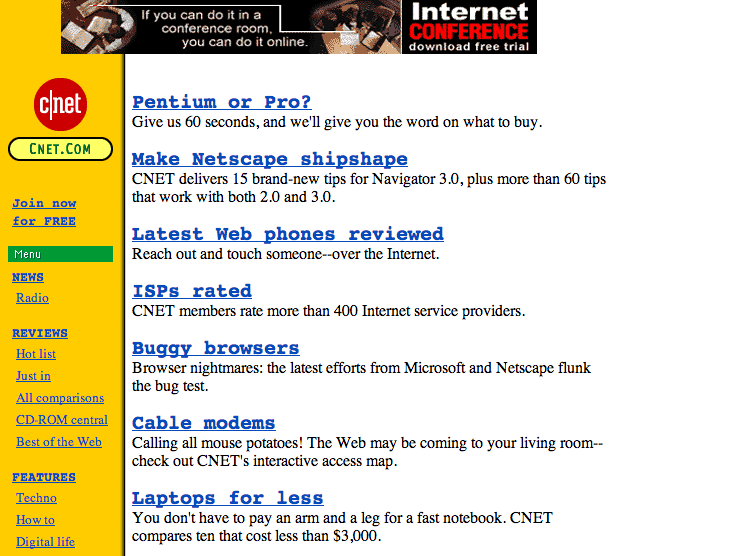 If you can do it in a
conference room,
you can do it online.
Internet
CONFERENCE
download free trial
c|net
CNET.COM
Join now
for FREE
Menu
NEWS
Radio
REVIEWS
Hot list
Just in
All comparisons
CD-ROM central
Best of the Web
FEATURES
Techno
How to
Digital life
Pentium or Pro?
Give us 60 seconds, and we'll give you the word on what to buy.
Make Netscape shipshape
CNET delivers 15 brand-new tips for Navigator 3.0, plus more than 60 tips
that work with both 2.0 and 3.0.
Latest Web phones reviewed
Reach out and touch someone--over the Internet.
ISPs rated
CNET members rate more than 400 Internet service providers.
Buggy browsers
Browser nightmares: the latest efforts from Microsoft and Netscape flunk
the bug test.
Cable modems
Calling all mouse potatoes! The Web may be coming to your living room--
check out CNET's interactive access map.
Laptops for less
You don't have to pay an arm and a leg for a fast notebook. CNET
compares ten that cost less than $3,000.